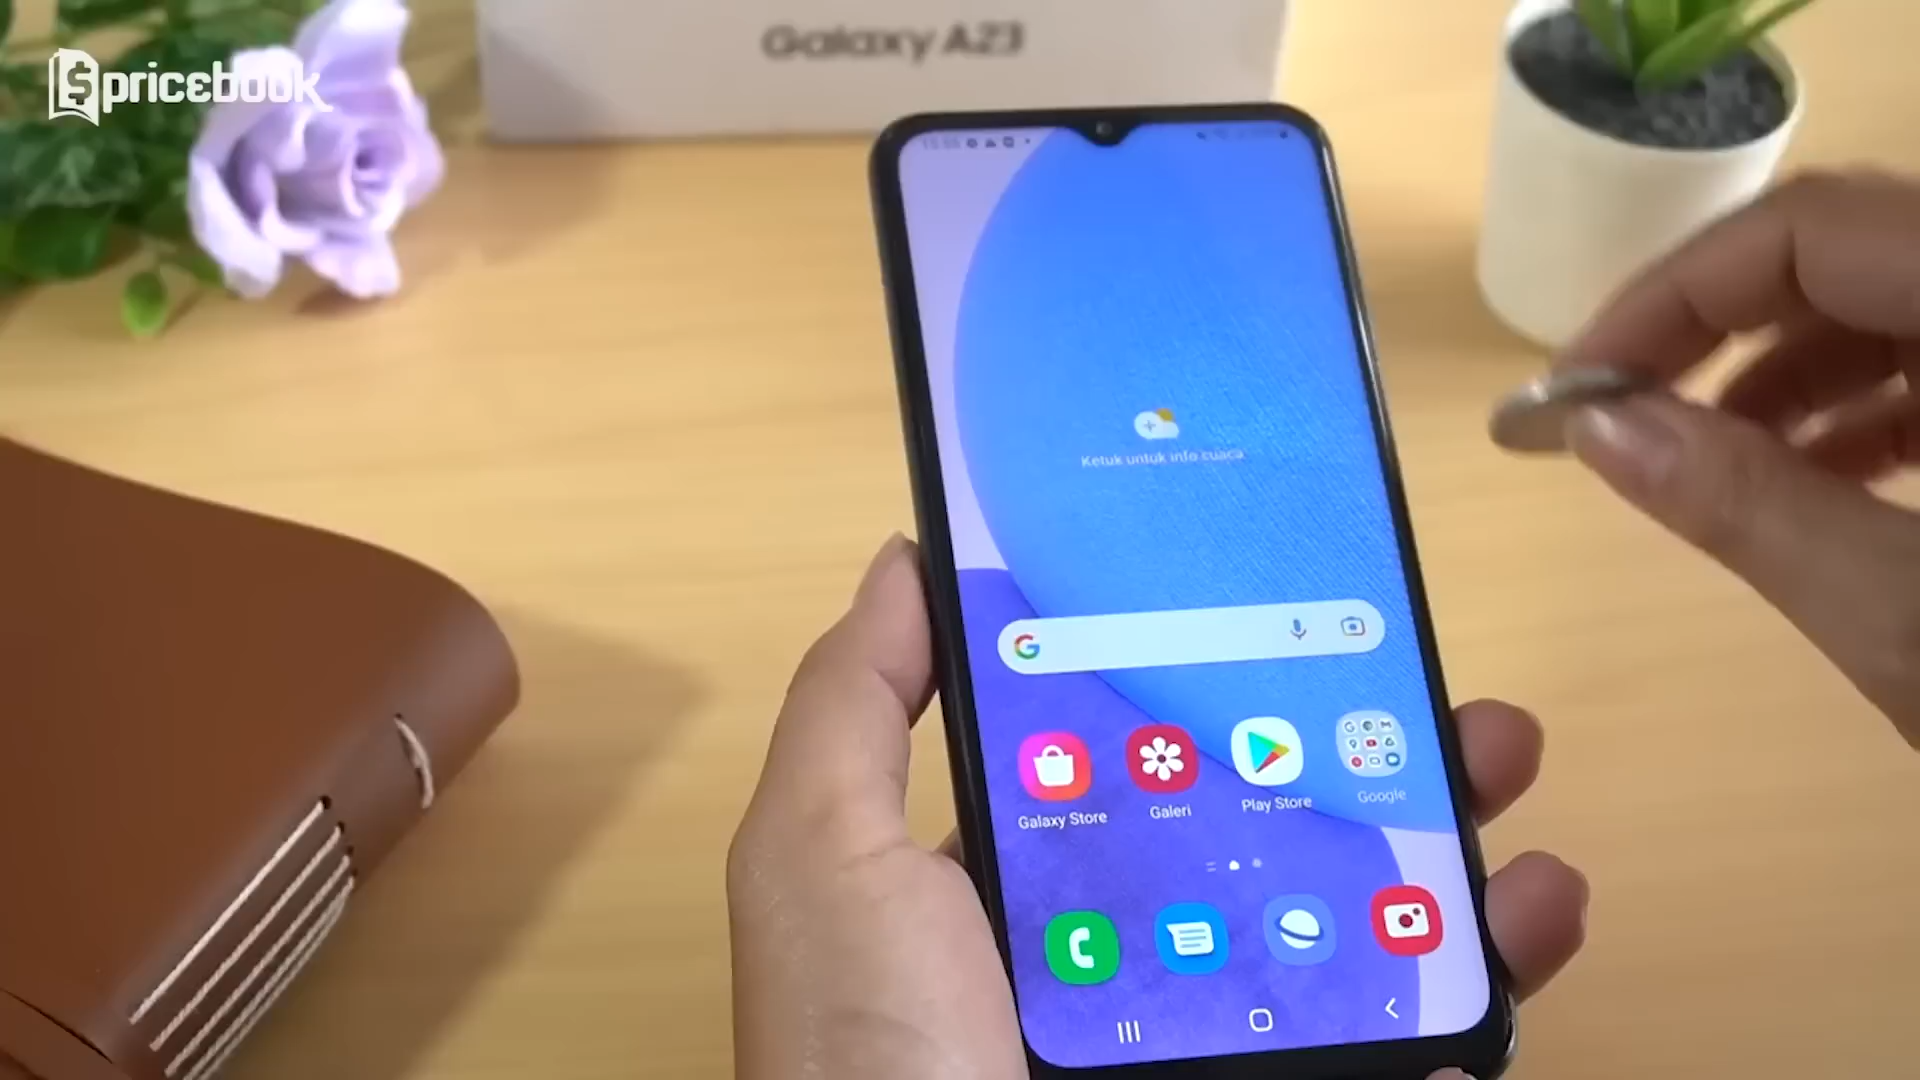 Galaxy A23
pricebook
Ketuk untuk info cuaca
Galaxy Store
Galeri
Play Store
Google